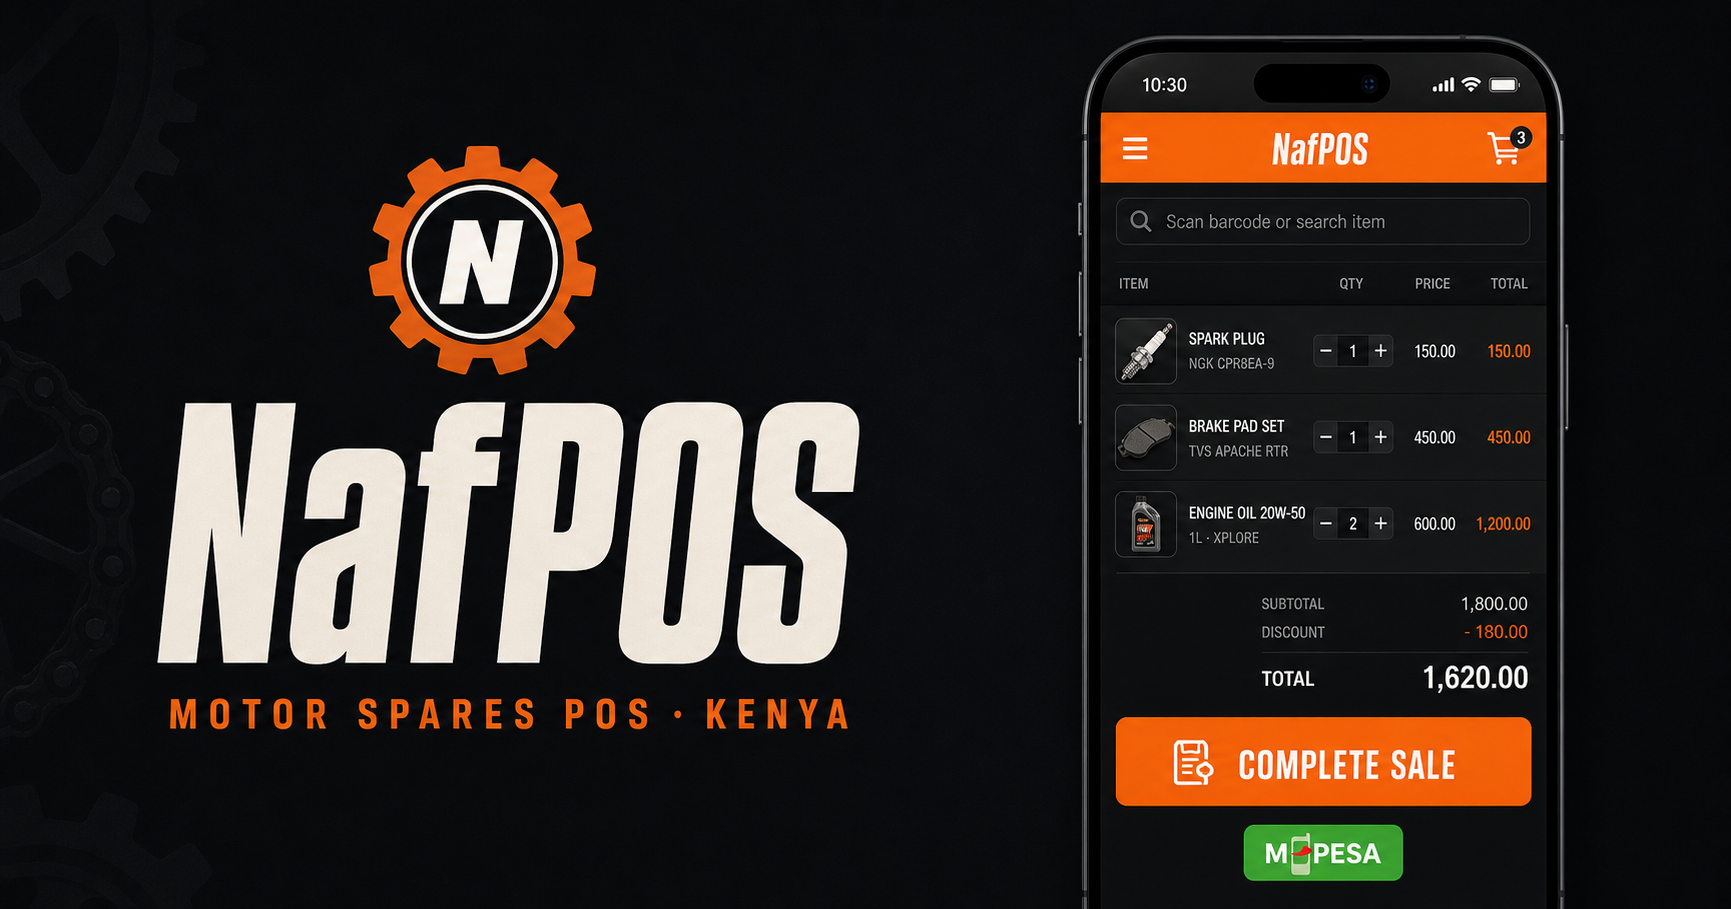 N
NafPOS
MOTOR SPARES POS · KENYA
10:30
NafPOS
3
Scan barcode or search item
ITEM QTY PRICE TOTAL
SPARK PLUG
NGK CPR8EA-9
− 1 + 150.00 150.00
BRAKE PAD SET
TVS APACHE RTR
− 1 + 450.00 450.00
ENGINE OIL 20W-50
1L · XPLORE
− 2 + 600.00 1,200.00
SUBTOTAL 1,800.00
DISCOUNT - 180.00
TOTAL 1,620.00
COMPLETE SALE
M PESA